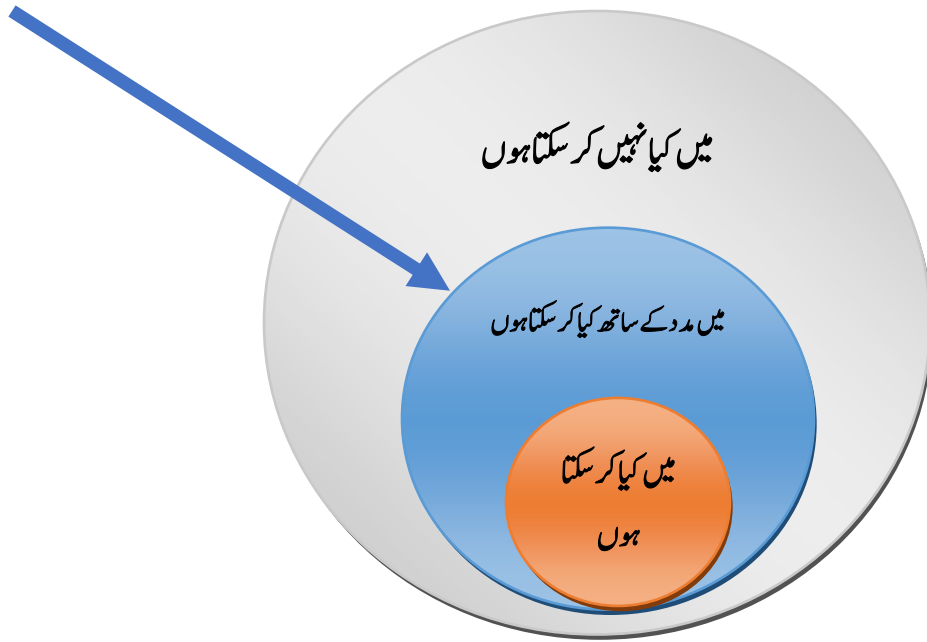 میں کیا نہیں کر سکتا ہوں
میں مدد کے ساتھ کیا کر سکتا ہوں
میں کیا کر سکتا
ہوں